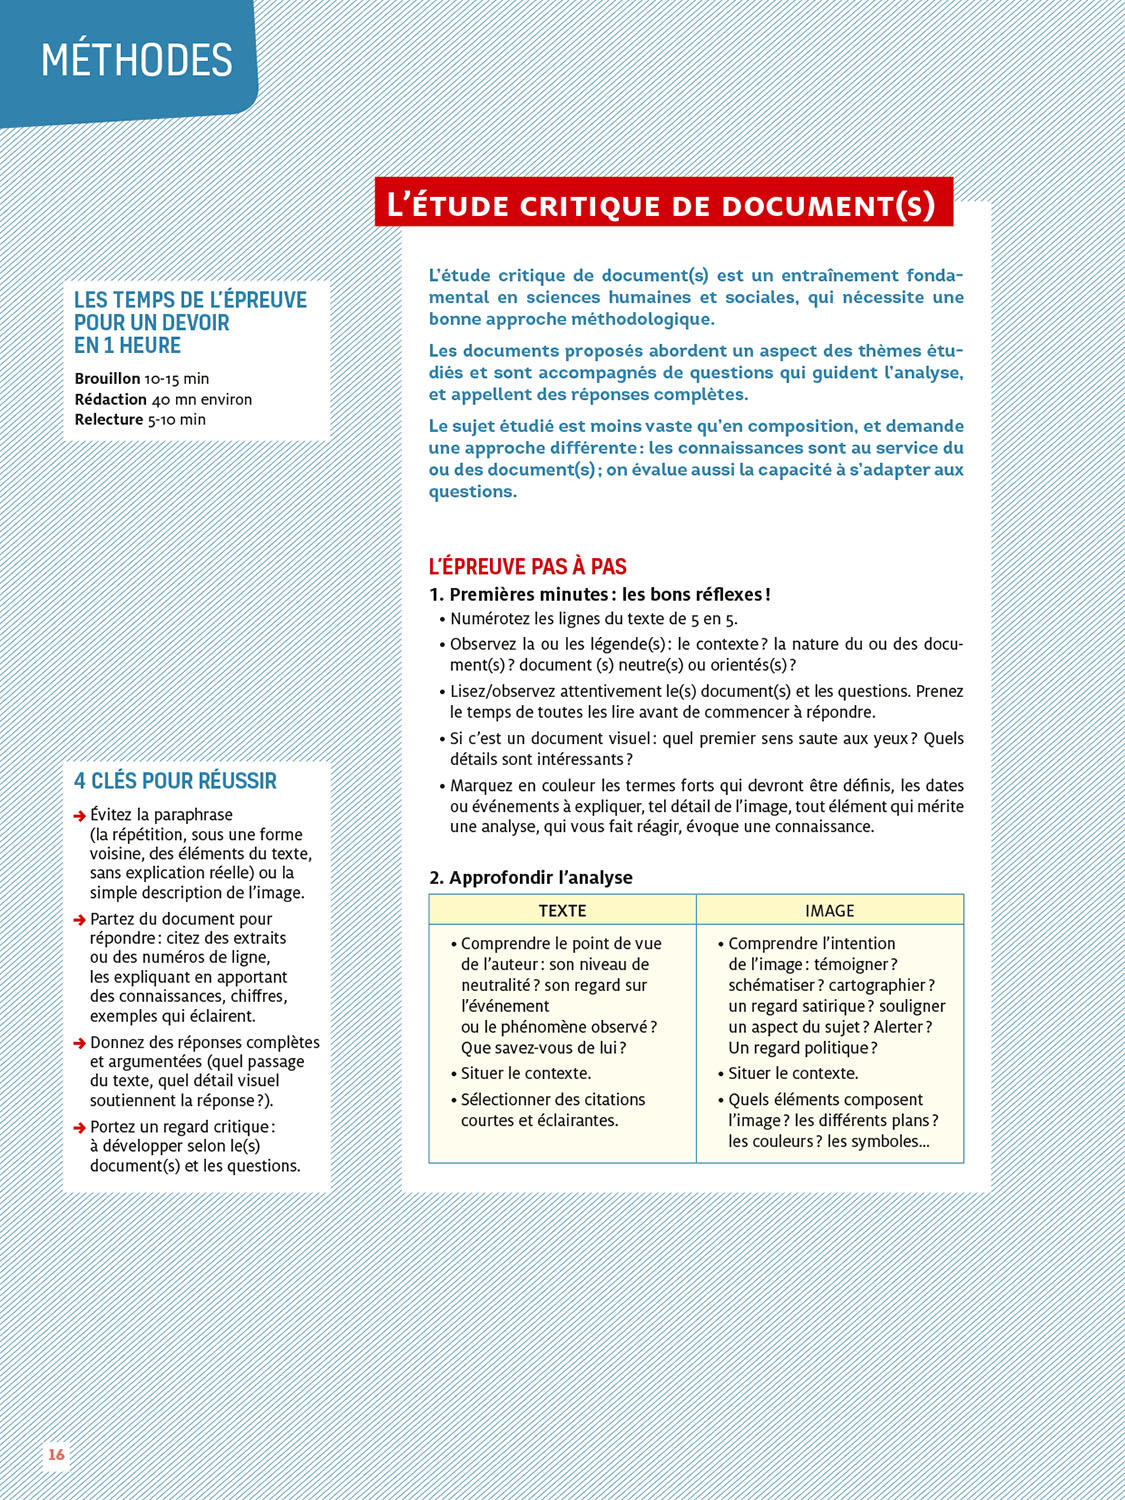 MÉTHODES
L’ÉTUDE CRITIQUE DE DOCUMENT(S)
LES TEMPS DE L’ÉPREUVE
POUR UN DEVOIR
EN 1 HEURE
Brouillon 10-15 min
Rédaction 40 mn environ
Relecture 5-10 min
4 CLÉS POUR RÉUSSIR
➔ Évitez la paraphrase
(la répétition, sous une forme
voisine, des éléments du texte,
sans explication réelle) ou la
simple description de l’image.
➔ Partez du document pour
répondre : citez des extraits
ou des numéros de ligne,
les expliquant en apportant
des connaissances, chiffres,
exemples qui éclairent.
➔ Donnez des réponses complètes
et argumentées (quel passage
du texte, quel détail visuel
soutiennent la réponse ?).
➔ Portez un regard critique :
à développer selon le(s)
document(s) et les questions.
L’étude critique de document(s) est un entraînement fonda-
mental en sciences humaines et sociales, qui nécessite une
bonne approche méthodologique.
Les documents proposés abordent un aspect des thèmes étu-
diés et sont accompagnés de questions qui guident l’analyse,
et appellent des réponses complètes.
Le sujet étudié est moins vaste qu’en composition, et demande
une approche différente : les connaissances sont au service du
ou des document(s) ; on évalue aussi la capacité à s’adapter aux
questions.
L’ÉPREUVE PAS À PAS
1. Premières minutes : les bons réflexes !
• Numérotez les lignes du texte de 5 en 5.
• Observez la ou les légende(s) : le contexte ? la nature du ou des docu-
ment(s) ? document (s) neutre(s) ou orientés(s) ?
• Lisez/observez attentivement le(s) document(s) et les questions. Prenez
le temps de toutes les lire avant de commencer à répondre.
• Si c’est un document visuel : quel premier sens saute aux yeux ? Quels
détails sont intéressants ?
• Marquez en couleur les termes forts qui devront être définis, les dates
ou événements à expliquer, tel détail de l’image, tout élément qui mérite
une analyse, qui vous fait réagir, évoque une connaissance.
2. Approfondir l’analyse
TEXTE
• Comprendre le point de vue
de l’auteur : son niveau de
neutralité ? son regard sur
l’événement
ou le phénomène observé ?
Que savez-vous de lui ?
• Situer le contexte.
• Sélectionner des citations
courtes et éclairantes.
IMAGE
• Comprendre l’intention
de l’image : témoigner ?
schématiser ? cartographier ?
un regard satirique ? souligner
un aspect du sujet ? Alerter ?
Un regard politique ?
• Situer le contexte.
• Quels éléments composent
l’image ? les différents plans ?
les couleurs ? les symboles…
16